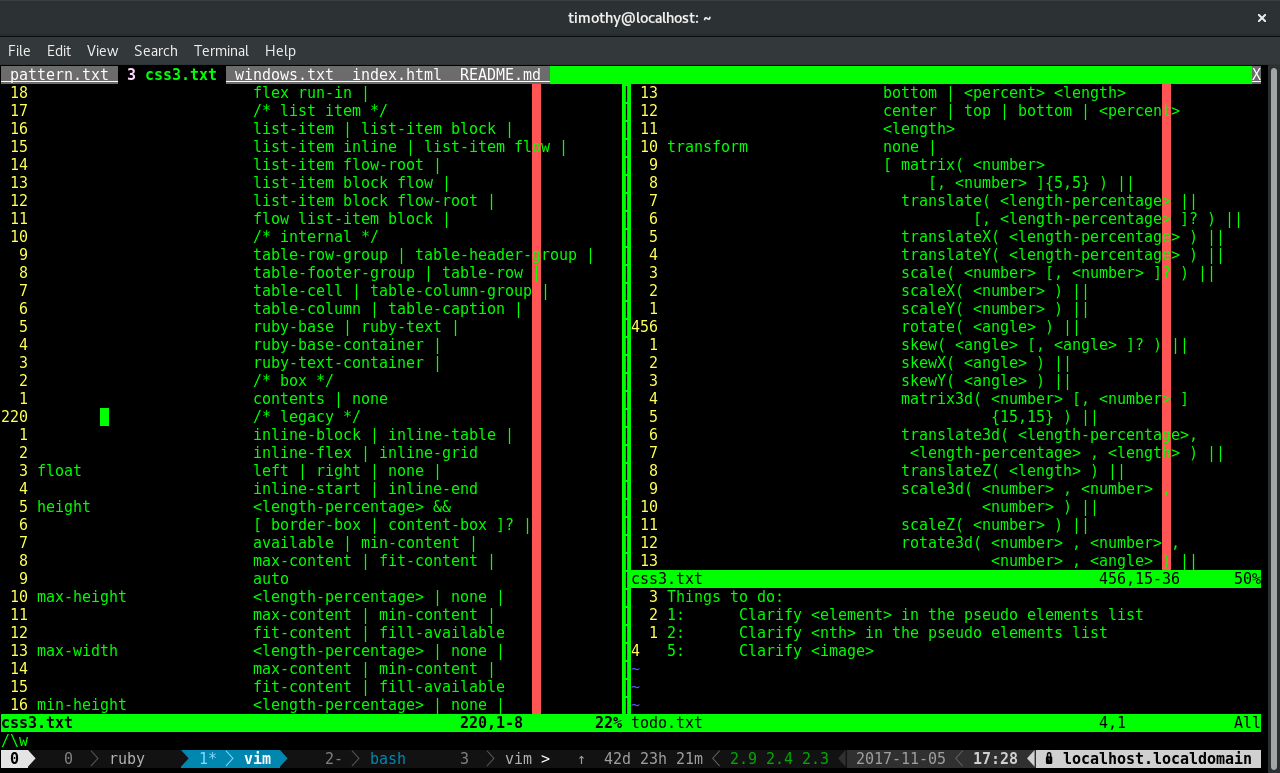 timothy@localhost: ~ ×
File Edit View Search Terminal Help
pattern.txt 3 css3.txt windows.txt index.html README.md X
18 flex run-in |
17 /* list item */
16 list-item | list-item block |
15 list-item inline | list-item flow |
14 list-item flow-root |
13 list-item block flow |
12 list-item block flow-root |
11 flow list-item block |
10 /* internal */
9 table-row-group | table-header-group |
8 table-footer-group | table-row |
7 table-cell | table-column-group |
6 table-column | table-caption |
5 ruby-base | ruby-text |
4 ruby-base-container |
3 ruby-text-container |
2 /* box */
1 contents | none
220 /* legacy */
1 inline-block | inline-table |
2 inline-flex | inline-grid
3 float left | right | none |
4 inline-start | inline-end
5 height <length-percentage> &&
6 [ border-box | content-box ]? |
7 available | min-content |
8 max-content | fit-content |
9 auto
10 max-height <length-percentage> | none |
11 max-content | min-content |
12 fit-content | fill-available
13 max-width <length-percentage> | none |
14 max-content | min-content |
15 fit-content | fill-available
16 min-height <length-percentage> | none |
css3.txt 220,1-8 22%
13 bottom | <percent> <length>
12 center | top | bottom | <percent>
11 <length>
10 transform none |
9 [ matrix( <number>
8 [, <number> ]{5,5} ) ||
7 translate( <length-percentage> ||
6 [, <length-percentage> ]? ) ||
5 translateX( <length-percentage> ) ||
4 translateY( <length-percentage> ) ||
3 scale( <number> [, <number> ]? ) ||
2 scaleX( <number> ) ||
1 scaleY( <number> ) ||
456 rotate( <angle> ) ||
1 skew( <angle> [, <angle> ]? ) ||
2 skewX( <angle> ) ||
3 skewY( <angle> ) ||
4 matrix3d( <number> [, <number> ]
5 {15,15} ) ||
6 translate3d( <length-percentage>,
7 <length-percentage> , <length> ) ||
8 translateZ( <length> ) ||
9 scale3d( <number> , <number> ,
10 <number> ) ||
11 scaleZ( <number> ) ||
12 rotate3d( <number> , <number> ,
13 <number> , <angle> ) ||
css3.txt 456,15-36 50%
3 Things to do:
2 1: Clarify <element> in the pseudo elements list
1 2: Clarify <nth> in the pseudo elements list
4 5: Clarify <image>
~
~
~
todo.txt 4,1 All
/\w
0 0 ruby 1* vim 2- bash 3 vim > ↑ 42d 23h 21m 2.9 2.4 2.3 2017-11-05 17:28 localhost.localdomain